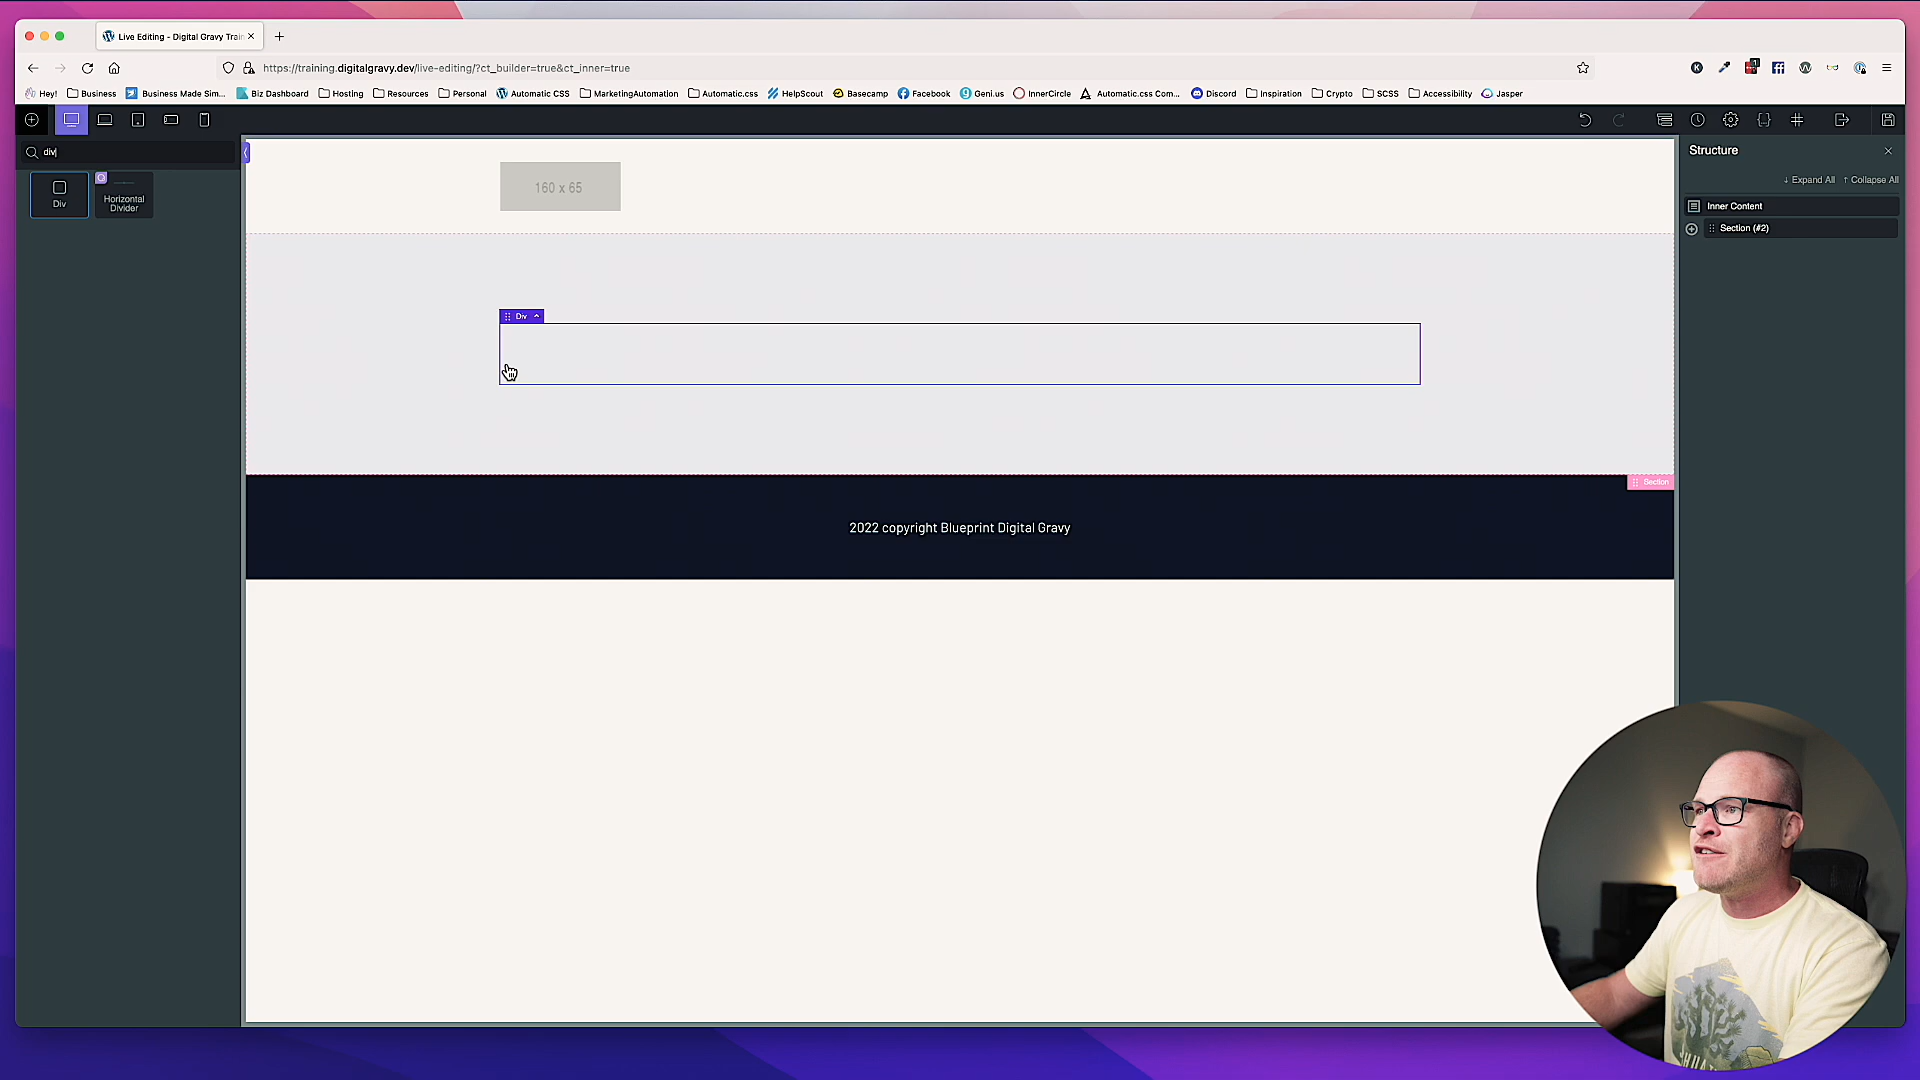 Live Editing - Digital Gravy Train
https://training.digitalgravy.dev/live-editing/?ct_builder=true&ct_inner=true
Hey! Business Business Made Sim... Biz Dashboard Hosting Resources Personal Automatic CSS MarketingAutomation Automatic.css HelpScout Basecamp Facebook Geni.us InnerCircle Automatic.css Com... Discord Inspiration Crypto SCSS Accessibility Jasper
div
Div
Horizontal
Divider
160 x 65
Div
Section
2022 copyright Blueprint Digital Gravy
Structure
Expand All Collapse All
Inner Content
Section (#2)